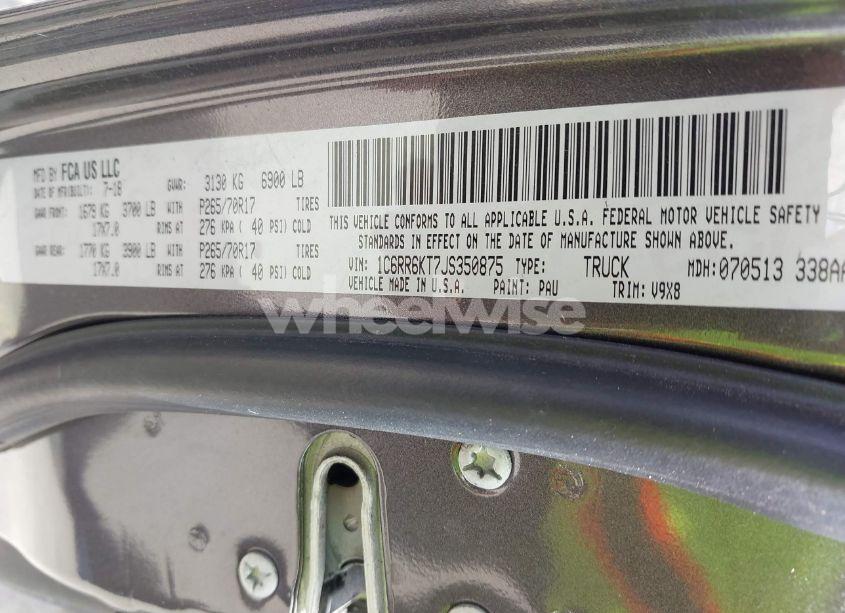 MFD BY FCA US LLC
DATE OF MFR(BUILT): 7-18 GVWR: 3130 KG 6900 LB
GAWR FRONT: 1679 KG 3700 LB WITH P265/70R17 TIRES
17X7.0 RIMS AT 276 KPA ( 40 PSI) COLD
GAWR REAR: 1770 KG 3900 LB WITH P265/70R17 TIRES
17X7.0 RIMS AT 276 KPA ( 40 PSI) COLD
THIS VEHICLE CONFORMS TO ALL APPLICABLE U.S.A. FEDERAL MOTOR VEHICLE SAFETY
STANDARDS IN EFFECT ON THE DATE OF MANUFACTURE SHOWN ABOVE.
VIN: 1C6RR6KT7JS350875 TYPE: TRUCK MDH:070513 338AA
VEHICLE MADE IN U.S.A. PAINT: PAU TRIM: V9X8
wheelwise